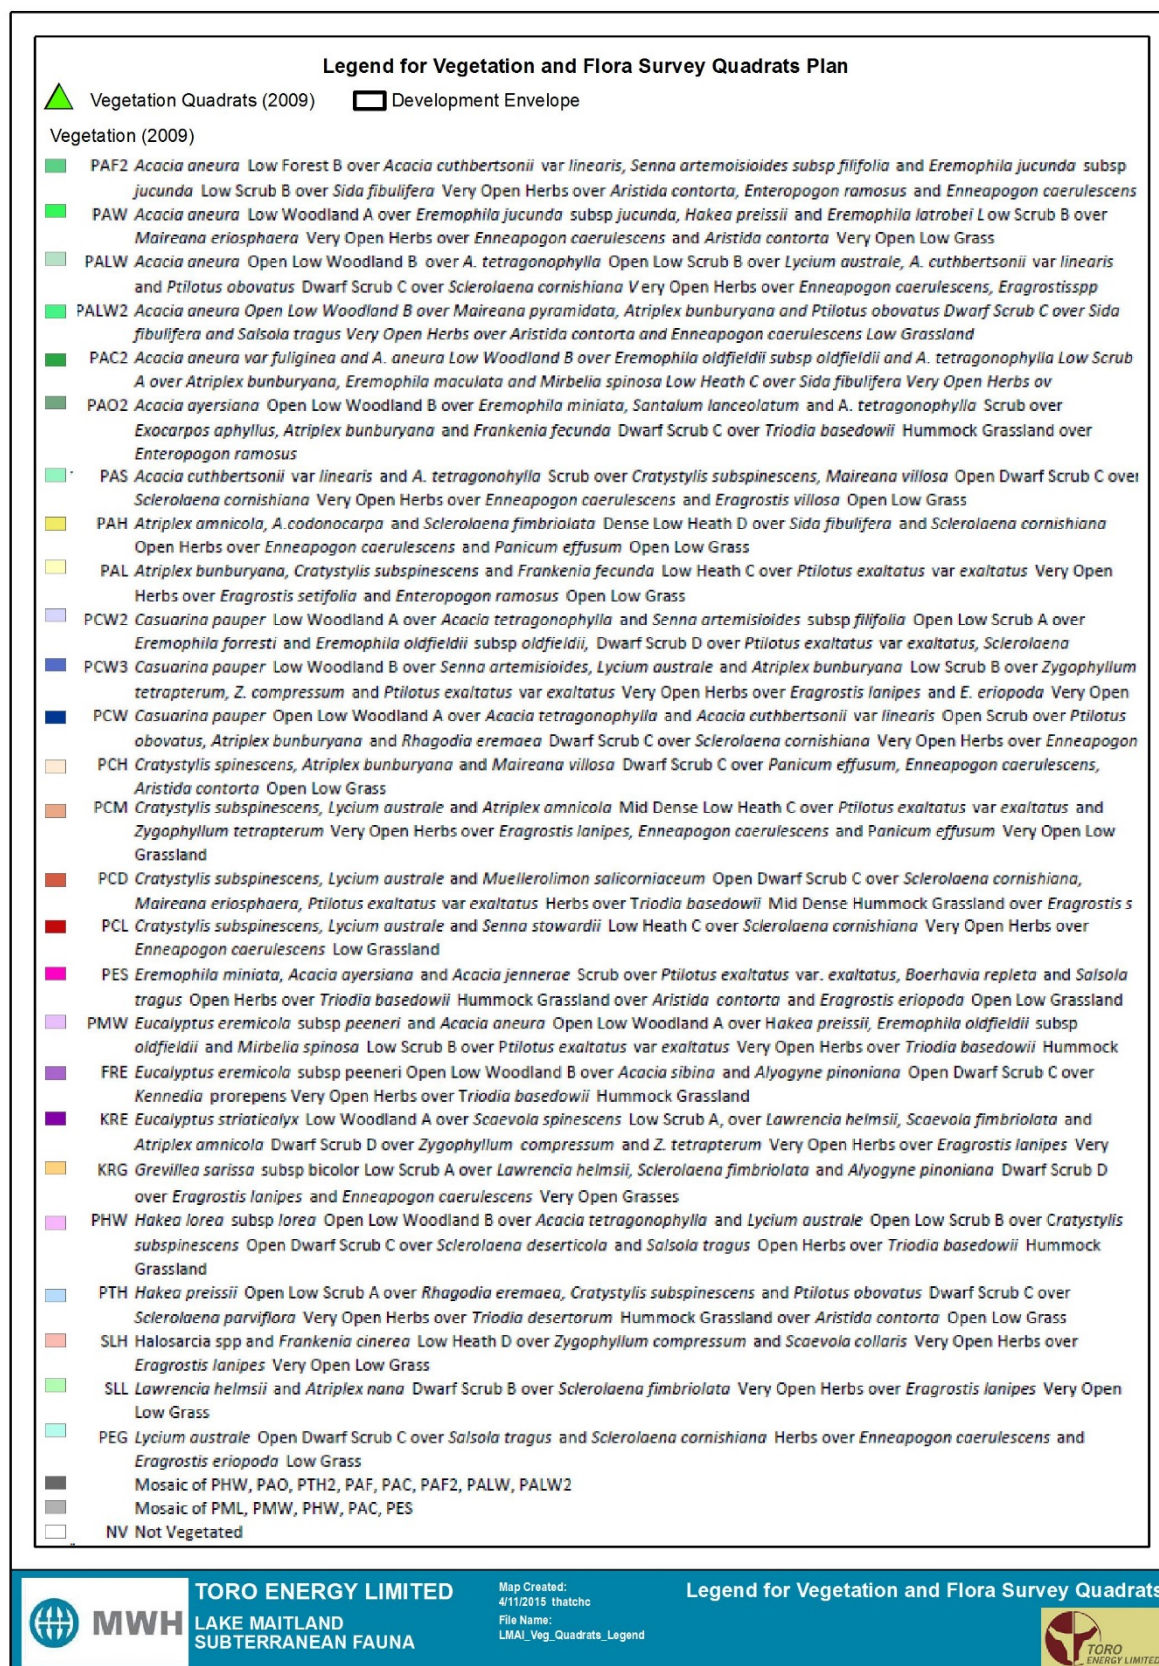 Legend for Vegetation and Flora Survey Quadrats Plan
Vegetation Quadrats (2009) Development Envelope
Vegetation (2009)
PAF2 Acacia aneura Low Forest B over Acacia cuthbertsonii var linearis, Senna artemoisioides subsp filifolia and Eremophila jucunda subsp
jucunda Low Scrub B over Sida fibulifera Very Open Herbs over Aristida contorta, Enteropogon ramosus and Enneapogon caerulescens
PAW Acacia aneura Low Woodland A over Eremophila jucunda subsp jucunda, Hakea preissii and Eremophila latrobei Low Scrub B over
Maireana eriosphaera Very Open Herbs over Enneapogon caerulescens and Aristida contorta Very Open Low Grass
PALW Acacia aneura Open Low Woodland B over A. tetragonophylla Open Low Scrub B over Lycium australe, A. cuthbertsonii var linearis
and Ptilotus obovatus Dwarf Scrub C over Sclerolaena cornishiana Very Open Herbs over Enneapogon caerulescens, Eragrostisspp
PALW2 Acacia aneura Open Low Woodland B over Maireana pyramidata, Atriplex bunburyana and Ptilotus obovatus Dwarf Scrub C over Sida
fibulifera and Salsola tragus Very Open Herbs over Aristida contorta and Enneapogon caerulescens Low Grassland
PAC2 Acacia aneura var fuliginea and A. aneura Low Woodland B over Eremophila oldfieldii subsp oldfieldii and A. tetragonophylla Low Scrub
A over Atriplex bunburyana, Eremophila maculata and Mirbelia spinosa Low Heath C over Sida fibulifera Very Open Herbs ov
PAO2 Acacia ayersiana Open Low Woodland B over Eremophila miniata, Santalum lanceolatum and A. tetragonophylla Scrub over
Exocarpos aphyllus, Atriplex bunburyana and Frankenia fecunda Dwarf Scrub C over Triodia basedowii Hummock Grassland over
Enteropogon ramosus
PAS Acacia cuthbertsonii var linearis and A. tetragonohylla Scrub over Cratystylis subspinescens, Maireana villosa Open Dwarf Scrub C over
Sclerolaena cornishiana Very Open Herbs over Enneapogon caerulescens and Eragrostis villosa Open Low Grass
PAH Atriplex amnicola, A.codonocarpa and Sclerolaena fimbriolata Dense Low Heath D over Sida fibulifera and Sclerolaena cornishiana
Open Herbs over Enneapogon caerulescens and Panicum effusum Open Low Grass
PAL Atriplex bunburyana, Cratystylis subspinescens and Frankenia fecunda Low Heath C over Ptilotus exaltatus var exaltatus Very Open
Herbs over Eragrostis setifolia and Enteropogon ramosus Open Low Grass
PCW2 Casuarina pauper Low Woodland A over Acacia tetragonophylla and Senna artemisioides subsp filifolia Open Low Scrub A over
Eremophila forresti and Eremophila oldfieldii subsp oldfieldii, Dwarf Scrub D over Ptilotus exaltatus var exaltatus, Sclerolaena
PCW3 Casuarina pauper Low Woodland B over Senna artemisioides, Lycium australe and Atriplex bunburyana Low Scrub B over Zygophyllum
tetrapterum, Z. compressum and Ptilotus exaltatus var exaltatus Very Open Herbs over Eragrostis lanipes and E. eriopoda Very Open
PCW Casuarina pauper Open Low Woodland A over Acacia tetragonophylla and Acacia cuthbertsonii var linearis Open Scrub over Ptilotus
obovatus, Atriplex bunburyana and Rhagodia eremaea Dwarf Scrub C over Sclerolaena cornishiana Very Open Herbs over Enneapogon
PCH Cratystylis spinescens, Atriplex bunburyana and Maireana villosa Dwarf Scrub C over Panicum effusum, Enneapogon caerulescens,
Aristida contorta Open Low Grass
PCM Cratystylis subspinescens, Lycium australe and Atriplex amnicola Mid Dense Low Heath C over Ptilotus exaltatus var exaltatus and
Zygophyllum tetrapterum Very Open Herbs over Eragrostis lanipes, Enneapogon caerulescens and Panicum effusum Very Open Low
Grassland
PCD Cratystylis subspinescens, Lycium australe and Muellerolimon salicorniaceum Open Dwarf Scrub C over Sclerolaena cornishiana,
Maireana eriosphaera, Ptilotus exaltatus var exaltatus Herbs over Triodia basedowii Mid Dense Hummock Grassland over Eragrostis s
PCL Cratystylis subspinescens, Lycium australe and Senna stowardii Low Heath C over Sclerolaena cornishiana Very Open Herbs over
Enneapogon caerulescens Low Grassland
PES Eremophila miniata, Acacia ayersiana and Acacia jennerae Scrub over Ptilotus exaltatus var. exaltatus, Boerhavia repleta and Salsola
tragus Open Herbs over Triodia basedowii Hummock Grassland over Aristida contorta and Eragrostis eriopoda Open Low Grassland
PMW Eucalyptus eremicola subsp peeneri and Acacia aneura Open Low Woodland A over Hakea preissii, Eremophila oldfieldii subsp
oldfieldii and Mirbelia spinosa Low Scrub B over Ptilotus exaltatus var exaltatus Very Open Herbs over Triodia basedowii Hummock
FRE Eucalyptus eremicola subsp peeneri Open Low Woodland B over Acacia sibina and Alyogyne pinoniana Open Dwarf Scrub C over
Kennedia prorepens Very Open Herbs over Triodia basedowii Hummock Grassland
KRE Eucalyptus striaticalyx Low Woodland A over Scaevola spinescens Low Scrub A, over Lawrencia helmsii, Scaevola fimbriolata and
Atriplex amnicola Dwarf Scrub D over Zygophyllum compressum and Z. tetrapterum Very Open Herbs over Eragrostis lanipes Very
KRG Grevillea sarissa subsp bicolor Low Scrub A over Lawrencia helmsii, Sclerolaena fimbriolata and Alyogyne pinoniana Dwarf Scrub D
over Eragrostis lanipes and Enneapogon caerulescens Very Open Grasses
PHW Hakea lorea subsp lorea Open Low Woodland B over Acacia tetragonophylla and Lycium australe Open Low Scrub B over Cratystylis
subspinescens Open Dwarf Scrub C over Sclerolaena deserticola and Salsola tragus Open Herbs over Triodia basedowii Hummock
Grassland
PTH Hakea preissii Open Low Scrub A over Rhagodia eremaea, Cratystylis subspinescens and Ptilotus obovatus Dwarf Scrub C over
Sclerolaena parviflora Very Open Herbs over Triodia desertorum Hummock Grassland over Aristida contorta Open Low Grass
SLH Halosarcia spp and Frankenia cinerea Low Heath D over Zygophyllum compressum and Scaevola collaris Very Open Herbs over
Eragrostis lanipes Very Open Low Grass
SLL Lawrencia helmsii and Atriplex nana Dwarf Scrub B over Sclerolaena fimbriolata Very Open Herbs over Eragrostis lanipes Very Open
Low Grass
PEG Lycium australe Open Dwarf Scrub C over Salsola tragus and Sclerolaena cornishiana Herbs over Enneapogon caerulescens and
Eragrostis eriopoda Low Grass
Mosaic of PHW, PAO, PTH2, PAF, PAC, PAF2, PALW, PALW2
Mosaic of PML, PMW, PHW, PAC, PES
NV Not Vegetated
MWH
TORO ENERGY LIMITED
LAKE MAITLAND
SUBTERRANEAN FAUNA
Map Created:
4/11/2015 thatchc
File Name:
LMAI_Veg_Quadrats_Legend
Legend for Vegetation and Flora Survey Quadrats
TORO
ENERGY LIMITED